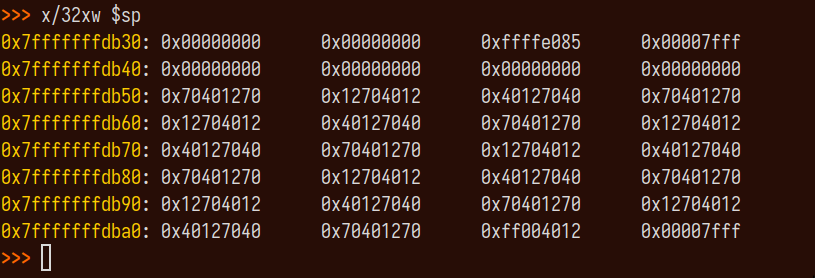 >>> x/32xw $sp
0x7fffffffdb30: 0x00000000 0x00000000 0xffffe085 0x00007fff
0x7fffffffdb40: 0x00000000 0x00000000 0x00000000 0x00000000
0x7fffffffdb50: 0x70401270 0x12704012 0x40127040 0x70401270
0x7fffffffdb60: 0x12704012 0x40127040 0x70401270 0x12704012
0x7fffffffdb70: 0x40127040 0x70401270 0x12704012 0x40127040
0x7fffffffdb80: 0x70401270 0x12704012 0x40127040 0x70401270
0x7fffffffdb90: 0x12704012 0x40127040 0x70401270 0x12704012
0x7fffffffdba0: 0x40127040 0x70401270 0xff004012 0x00007fff
>>>